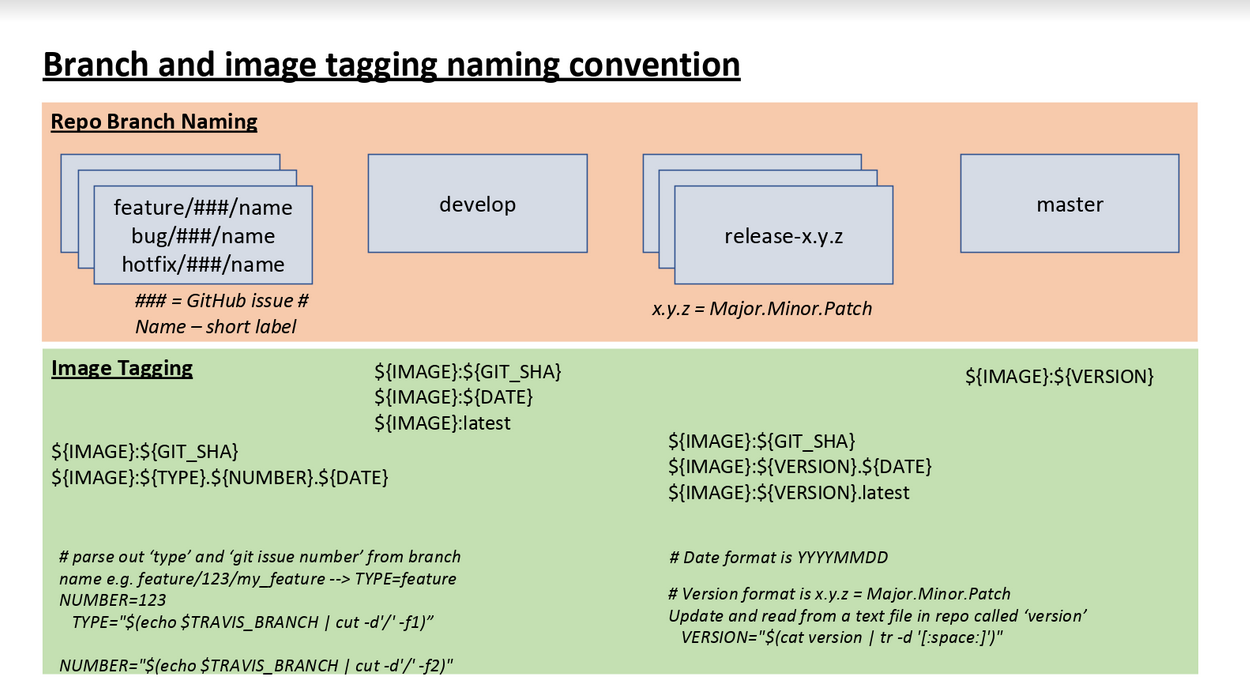 Branch and image tagging naming convention
Repo Branch Naming
feature/###/name
bug/###/name
hotfix/###/name
### = GitHub issue #
Name – short label
develop
release-x.y.z
x.y.z = Major.Minor.Patch
master
Image Tagging
${IMAGE}:${GIT_SHA}
${IMAGE}:${TYPE}.${NUMBER}.${DATE}
${IMAGE}:${GIT_SHA}
${IMAGE}:${DATE}
${IMAGE}:latest
${IMAGE}:${GIT_SHA}
${IMAGE}:${VERSION}.${DATE}
${IMAGE}:${VERSION}.latest
${IMAGE}:${VERSION}
# parse out ‘type’ and ‘git issue number’ from branch
name e.g. feature/123/my_feature --> TYPE=feature
NUMBER=123
TYPE="$(echo $TRAVIS_BRANCH | cut -d'/' -f1)”
NUMBER="$(echo $TRAVIS_BRANCH | cut -d'/' -f2)"
# Date format is YYYYMMDD
# Version format is x.y.z = Major.Minor.Patch
Update and read from a text file in repo called ‘version’
VERSION="$(cat version | tr -d '[:space:]')"